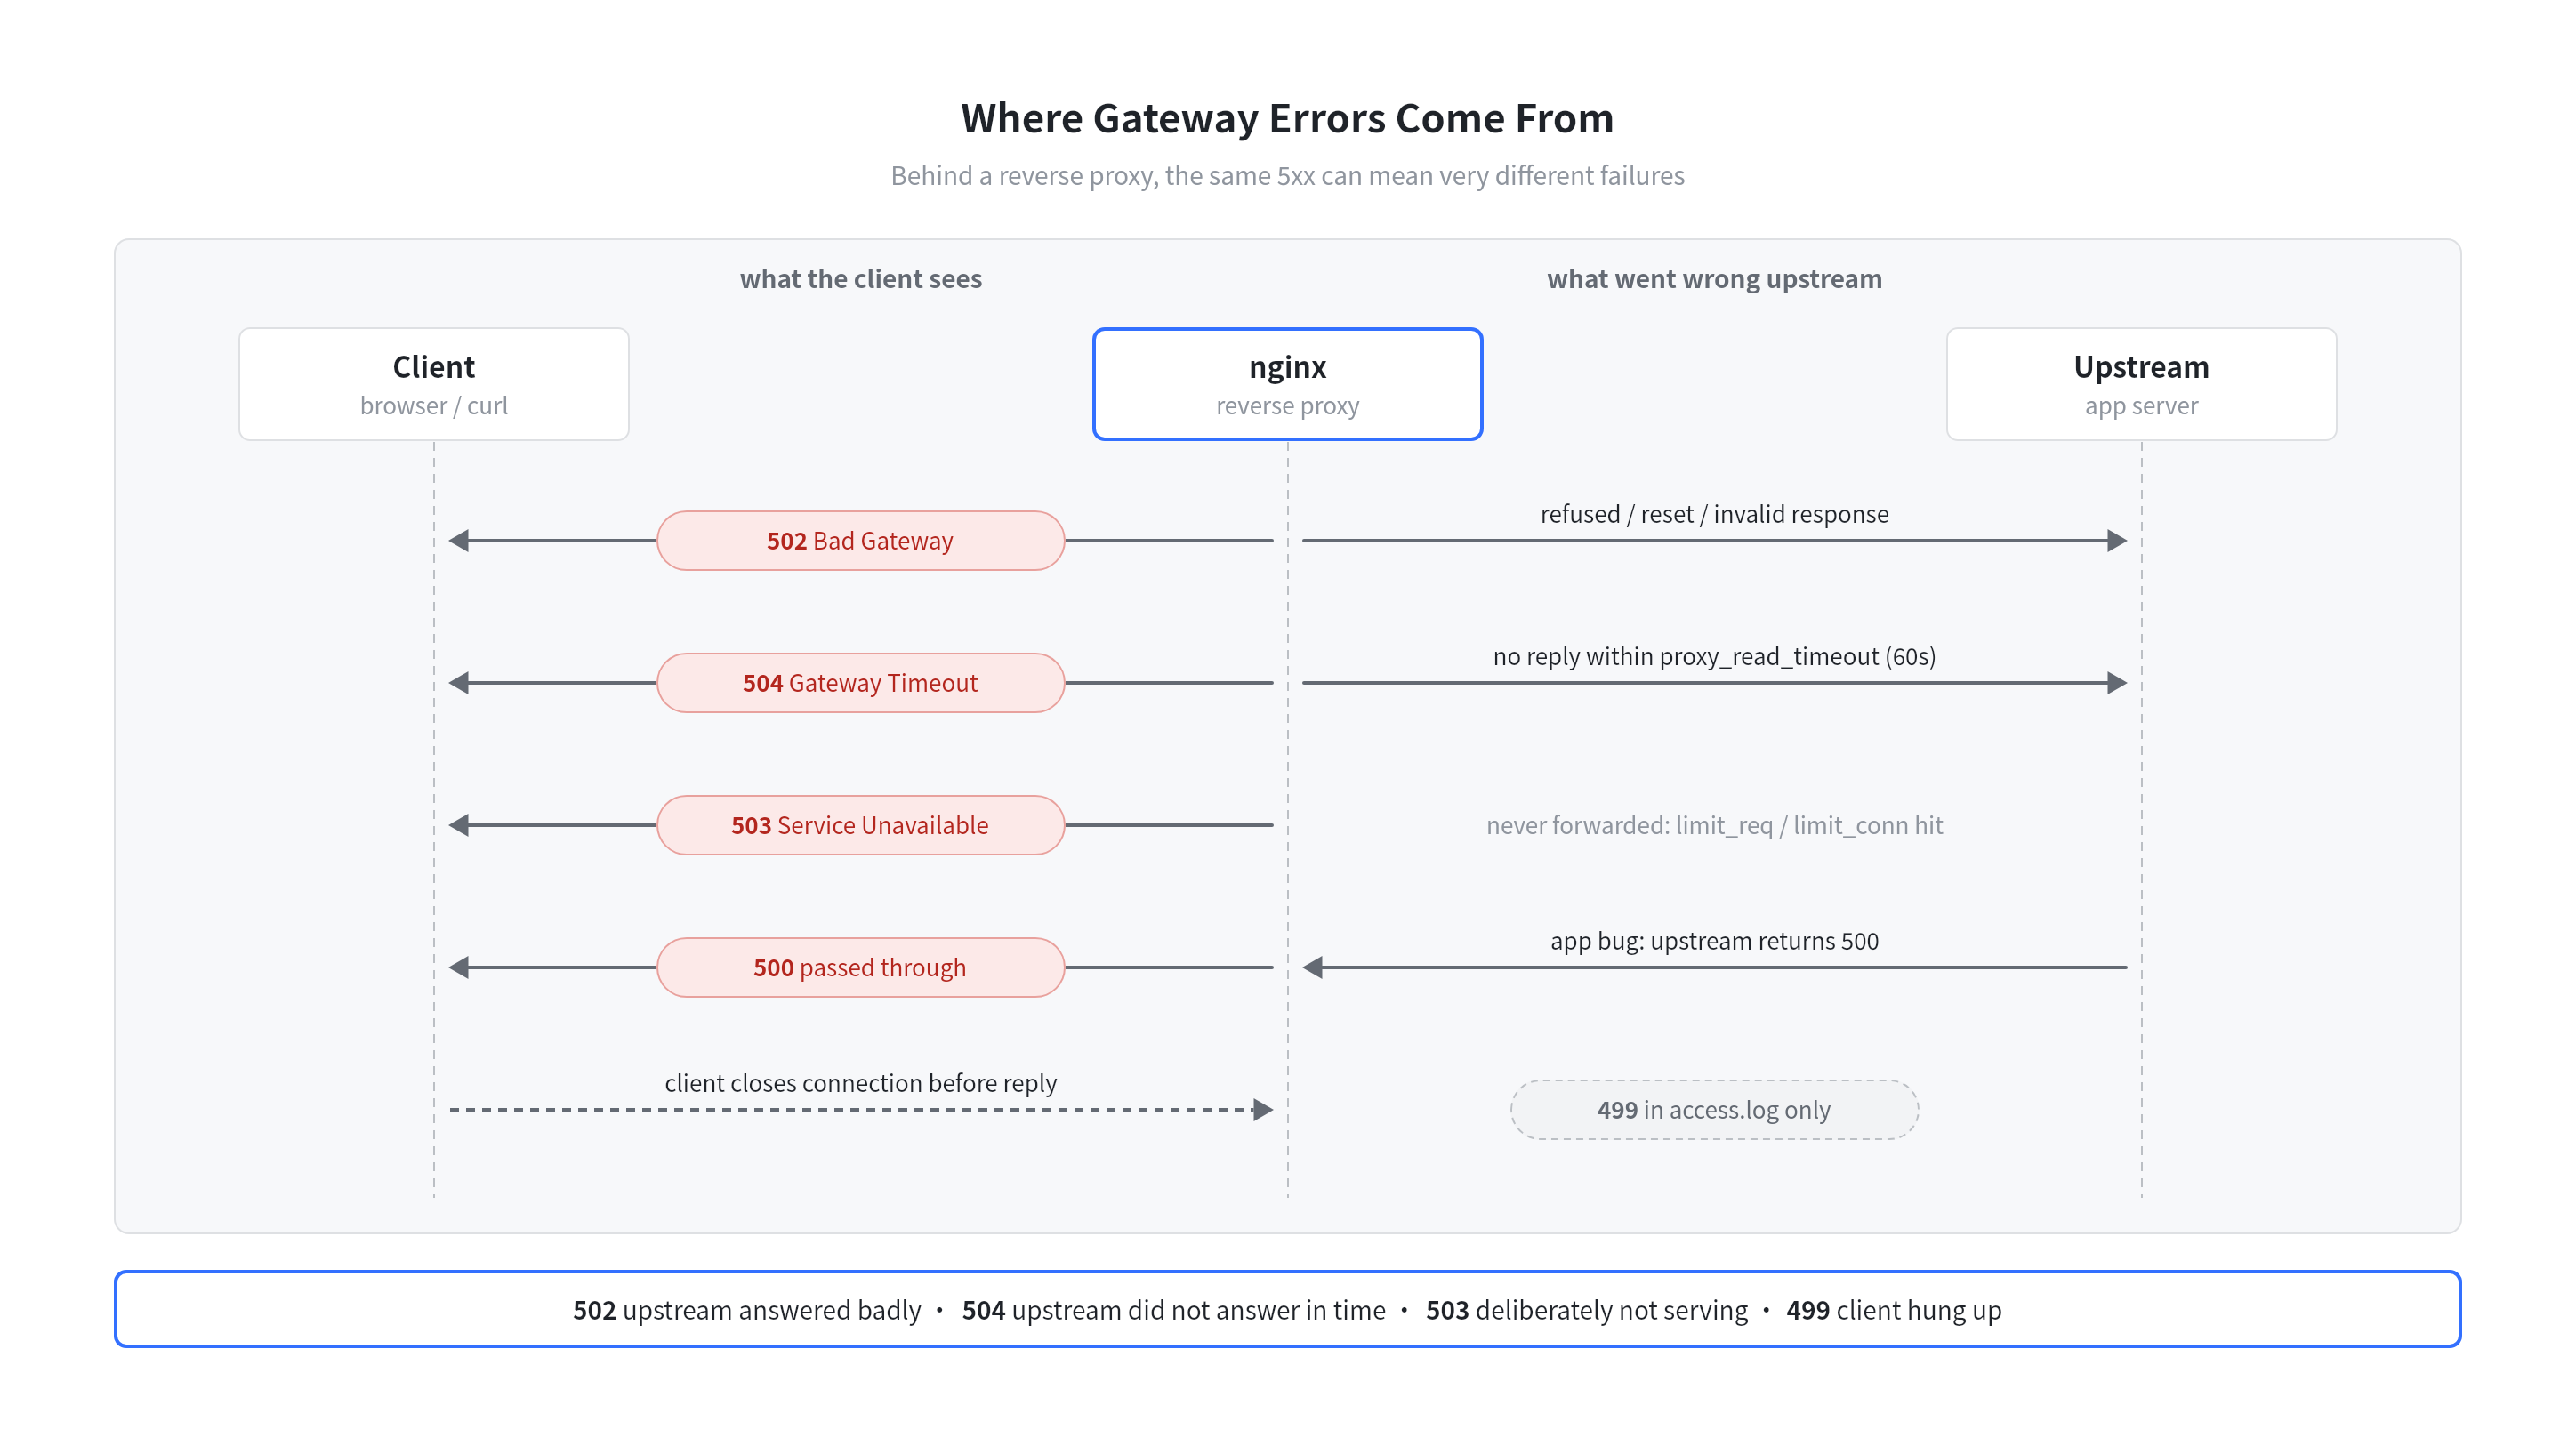 Where Gateway Errors Come From
Behind a reverse proxy, the same 5xx can mean very different failures
what the client sees
what went wrong upstream
Client
browser / curl
nginx
reverse proxy
Upstream
app server
502 Bad Gateway
refused / reset / invalid response
504 Gateway Timeout
no reply within proxy_read_timeout (60s)
503 Service Unavailable
never forwarded: limit_req / limit_conn hit
500 passed through
app bug: upstream returns 500
client closes connection before reply
499 in access.log only
502 upstream answered badly · 504 upstream did not answer in time · 503 deliberately not serving · 499 client hung up